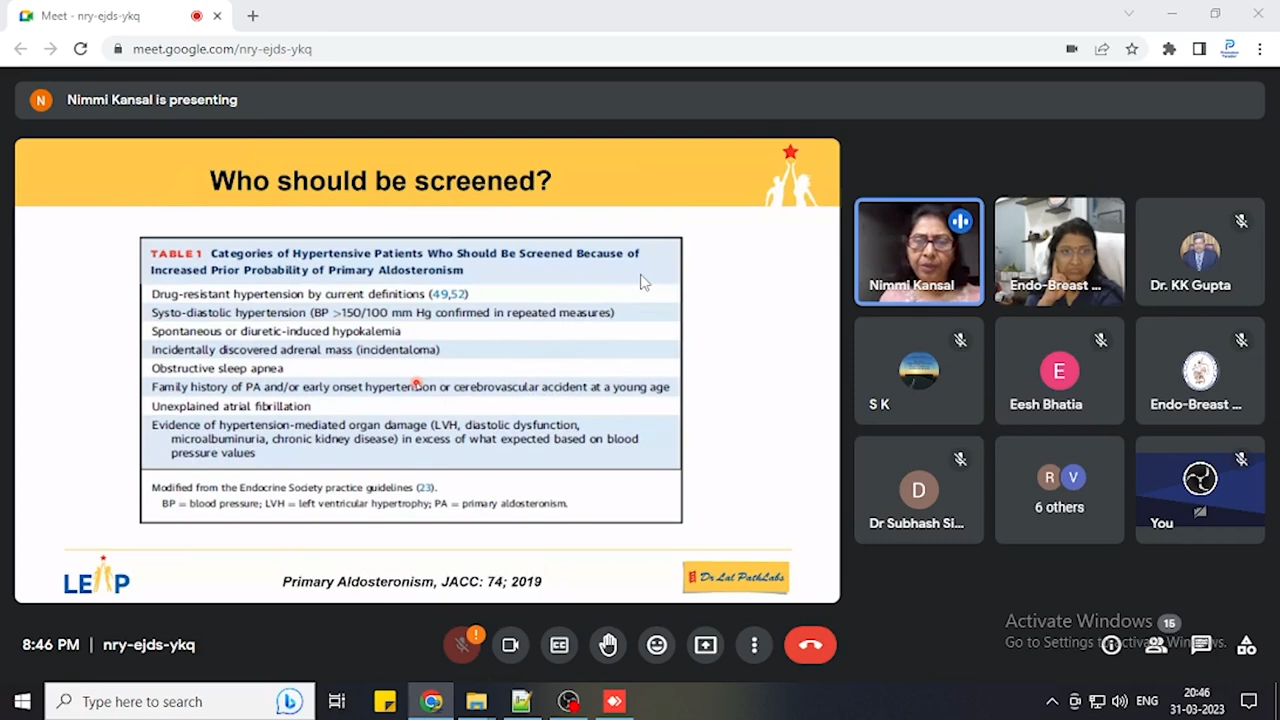 Meet - nry-ejds-ykq
meet.google.com/nry-ejds-ykq
N
Nimmi Kansal is presenting
Who should be screened?
TABLE 1 Categories of Hypertensive Patients Who Should Be Screened Because of
Increased Prior Probability of Primary Aldosteronism
Drug-resistant hypertension by current definitions (49,52)
Systo-diastolic hypertension (BP >150/100 mm Hg confirmed in repeated measures)
Spontaneous or diuretic-induced hypokalemia
Incidentally discovered adrenal mass (incidentaloma)
Obstructive sleep apnea
Family history of PA and/or early onset hypertension or cerebrovascular accident at a young age
Unexplained atrial fibrillation
Evidence of hypertension-mediated organ damage (LVH, diastolic dysfunction,
microalbuminuria, chronic kidney disease) in excess of what expected based on blood
pressure values
Modified from the Endocrine Society practice guidelines (23).
BP = blood pressure; LVH = left ventricular hypertrophy; PA = primary aldosteronism.
LEAP
Primary Aldosteronism, JACC: 74; 2019
Dr Lal PathLabs
Nimmi Kansal
Endo-Breast ...
Dr. KK Gupta
S K
E
Eesh Bhatia
Endo-Breast ...
D
Dr Subhash Si...
R V
6 others
You
Activate Windows
15
Go to Settings to activate Windows.
8:46 PM | nry-ejds-ykq
Type here to search
ENG
20:46
31-03-2023